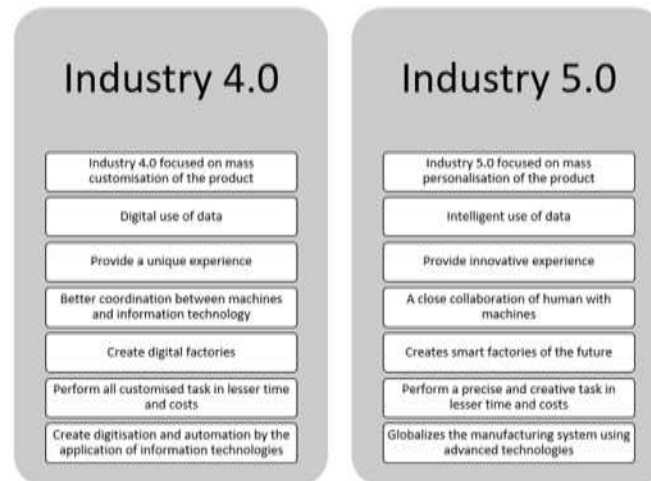 Industry 4.0
Industry 4.0 focused on mass
customisation of the product
Digital use of data
Provide a unique experience
Better coordination between machines
and information technology
Create digital factories
Perform all customised task in lesser time
and costs
Create digitisation and automation by the
application of information technologies
Industry 5.0
Industry 5.0 focused on mass
personalisation of the product
Intelligent use of data
Provide innovative experience
A close collaboration of human with
machines
Creates smart factories of the future
Perform a precise and creative task in
lesser time and costs
Globalizes the manufacturing system using
advanced technologies